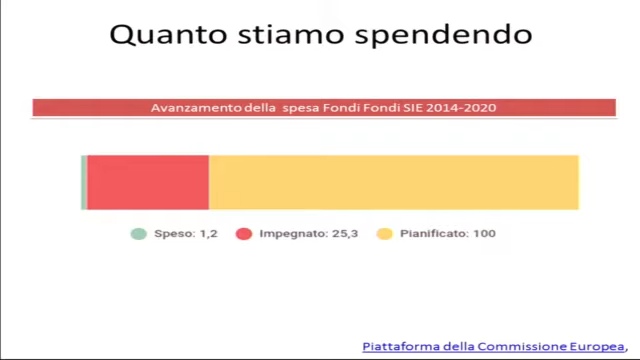 Quanto stiamo spendendo
Avanzamento della spesa Fondi Fondi SIE 2014-2020
Speso: 1,2 Impegnato: 25,3 Pianificato: 100
Piattaforma della Commissione Europea,